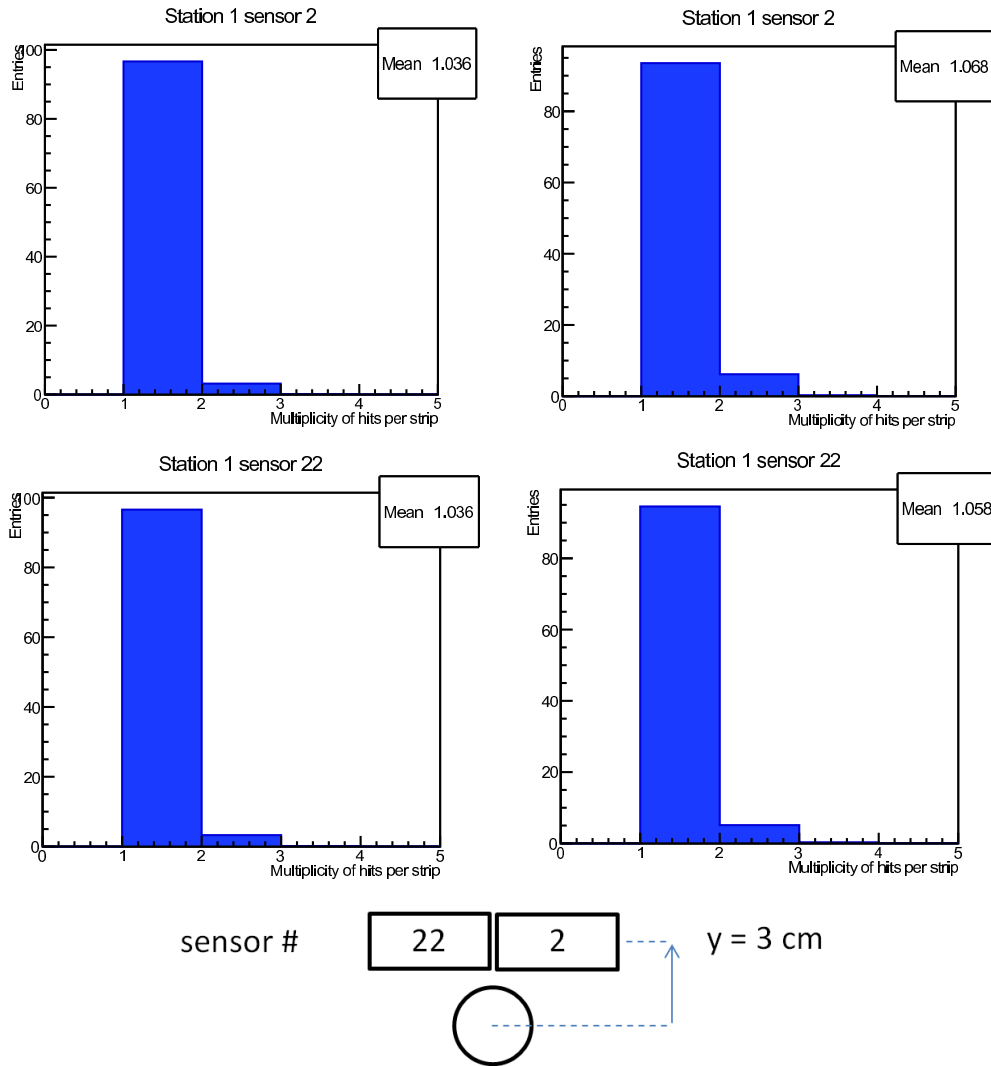 Station 1 sensor 2
Mean 1.036
Entries
100
80
60
40
20
0
0 1 2 3 4 5
Multiplicity of hits per strip
Station 1 sensor 2
Mean 1.068
Entries
80
60
40
20
0
0 1 2 3 4 5
Multiplicity of hits per strip
Station 1 sensor 22
Mean 1.036
Entries
100
80
60
40
20
0
0 1 2 3 4 5
Multiplicity of hits per strip
Station 1 sensor 22
Mean 1.058
Entries
80
60
40
20
0
0 1 2 3 4 5
Multiplicity of hits per strip
sensor # 22 2 y = 3 cm